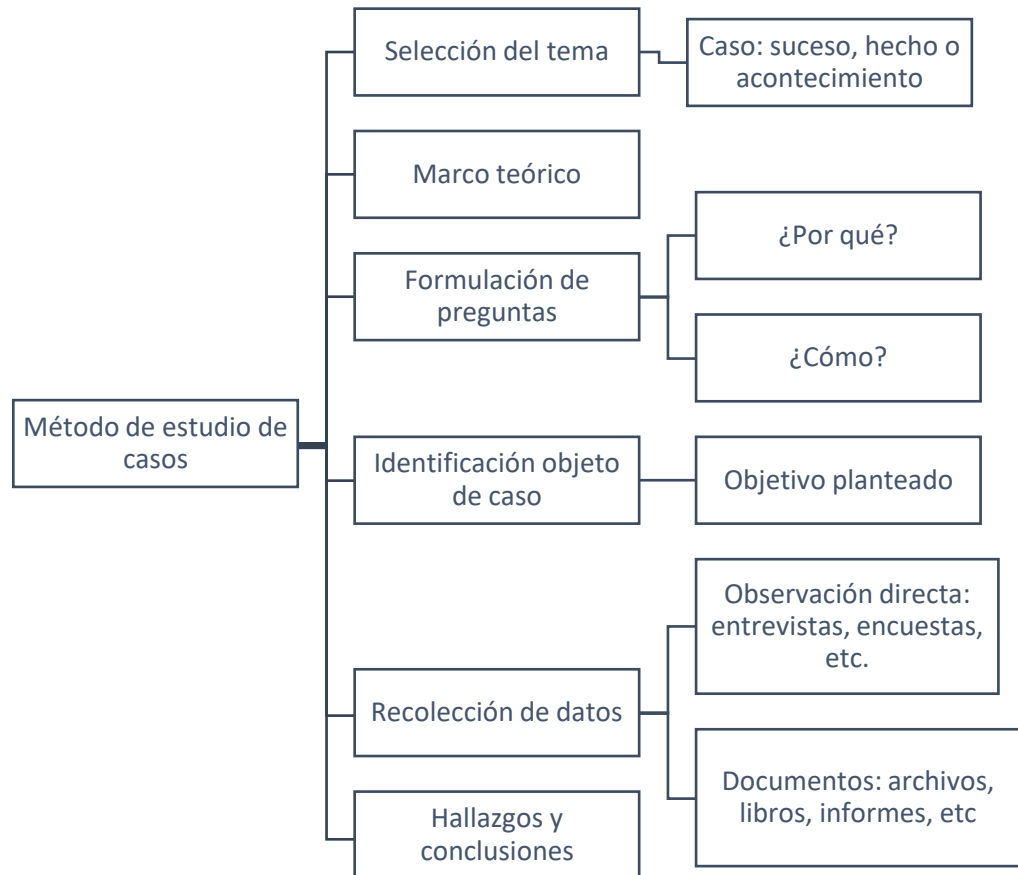 Método de estudio de
casos
Selección del tema
Caso: suceso, hecho o
acontecimiento
Marco teórico
Formulación de
preguntas
¿Por qué?
¿Cómo?
Identificación objeto
de caso
Objetivo planteado
Recolección de datos
Observación directa:
entrevistas, encuestas,
etc.
Documentos: archivos,
libros, informes, etc
Hallazgos y
conclusiones